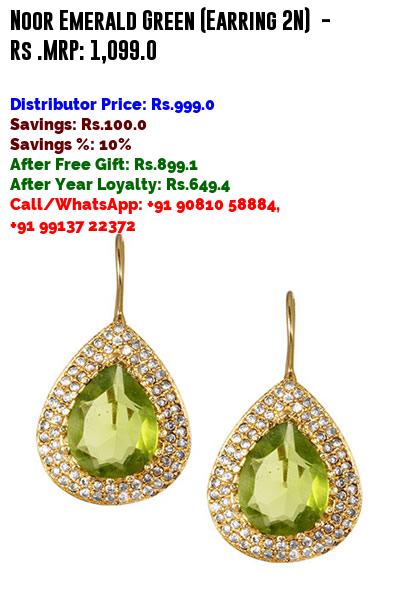 Noor Emerald Green (Earring 2N) -
Rs .MRP: 1,099.0
Distributor Price: Rs.999.0
Savings: Rs.100.0
Savings %: 10%
After Free Gift: Rs.899.1
After Year Loyalty: Rs.649.4
Call/WhatsApp: +91 90810 58884,
+91 99137 22372